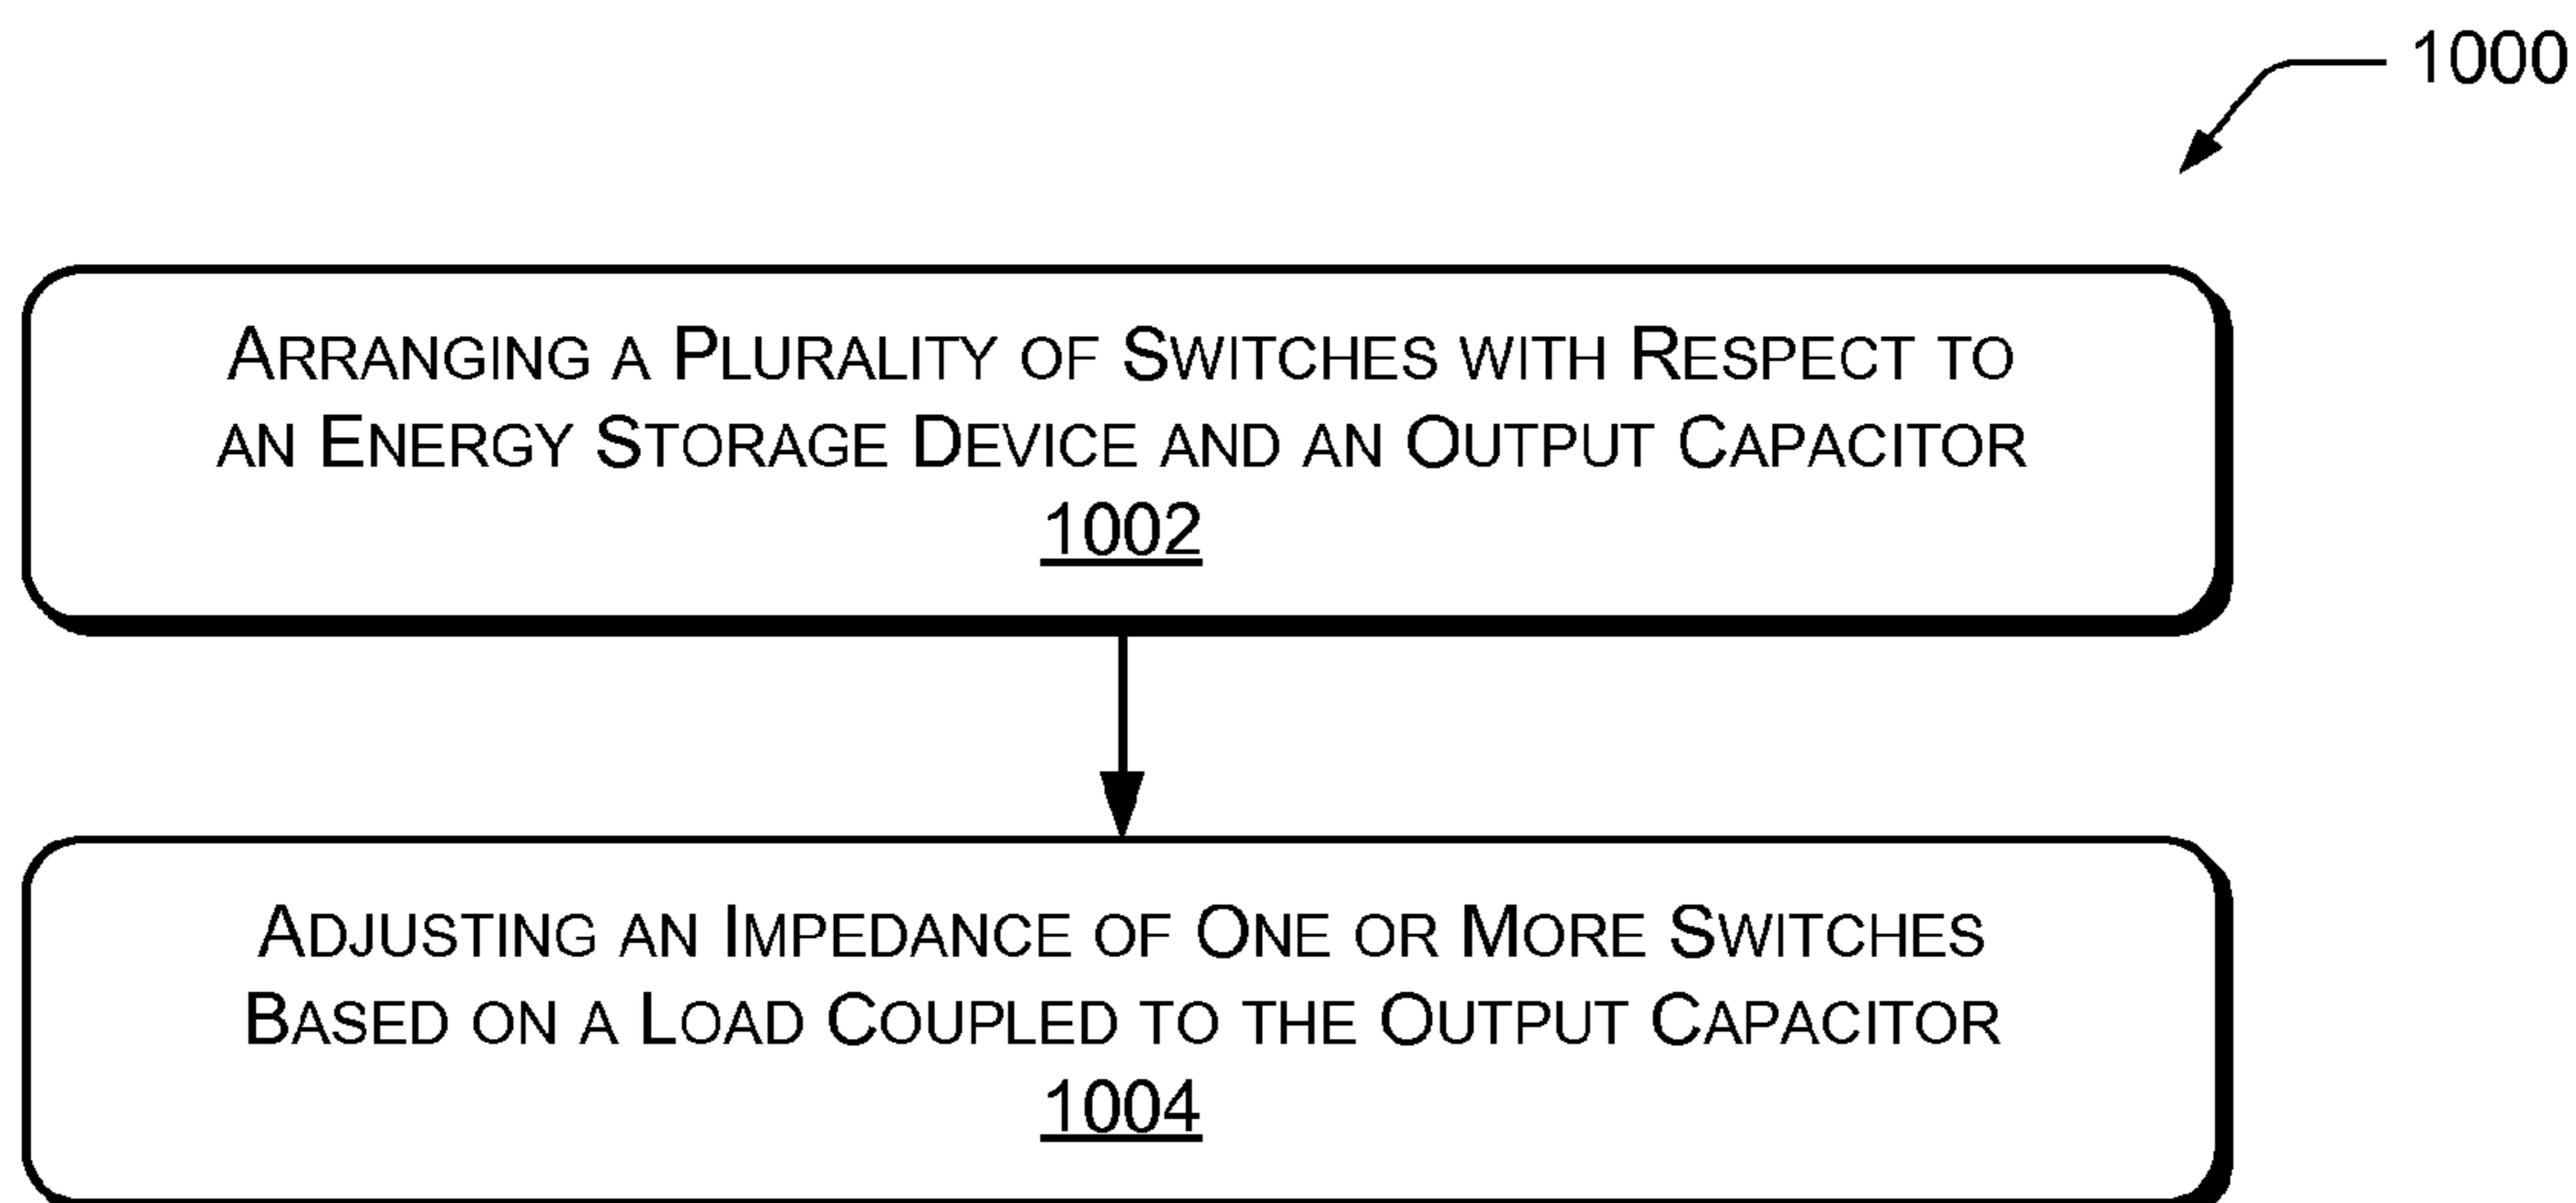 1000
ARRANGING A PLURALITY OF SWITCHES WITH RESPECT TO
AN ENERGY STORAGE DEVICE AND AN OUTPUT CAPACITOR
1002
ADJUSTING AN IMPEDANCE OF ONE OR MORE SWITCHES
BASED ON A LOAD COUPLED TO THE OUTPUT CAPACITOR
1004